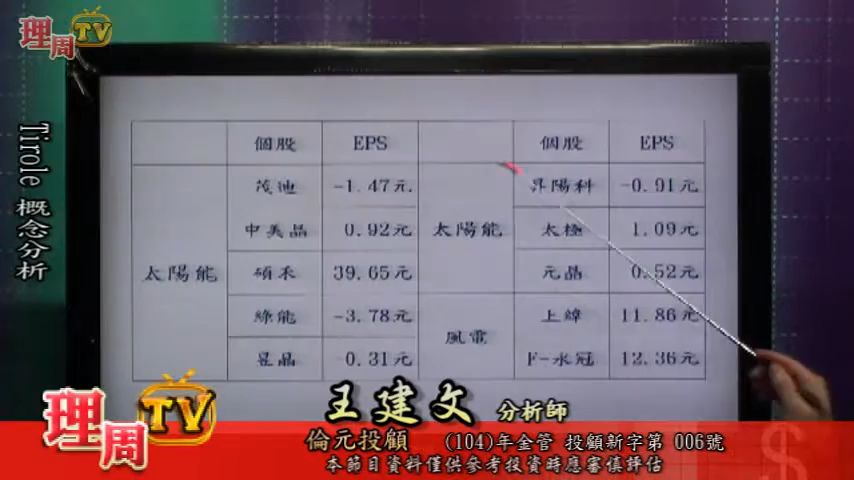 理周TV
Tirole 概念分析
個股 EPS 個股 EPS
茂迪 -1.47元 昇陽科 -0.91元
中美晶 0.92元 太陽能 太極 1.09元
太陽能 碩禾 39.65元 元晶 0.52元
綠能 -3.78元 上緯 11.86元
風電
昱晶 0.31元 F-永冠 12.36元
理周TV
王建文 分析師
倫元投顧 (104)年金管 投顧新字第 006號
本節目資料僅供參考投資時應審慎評估